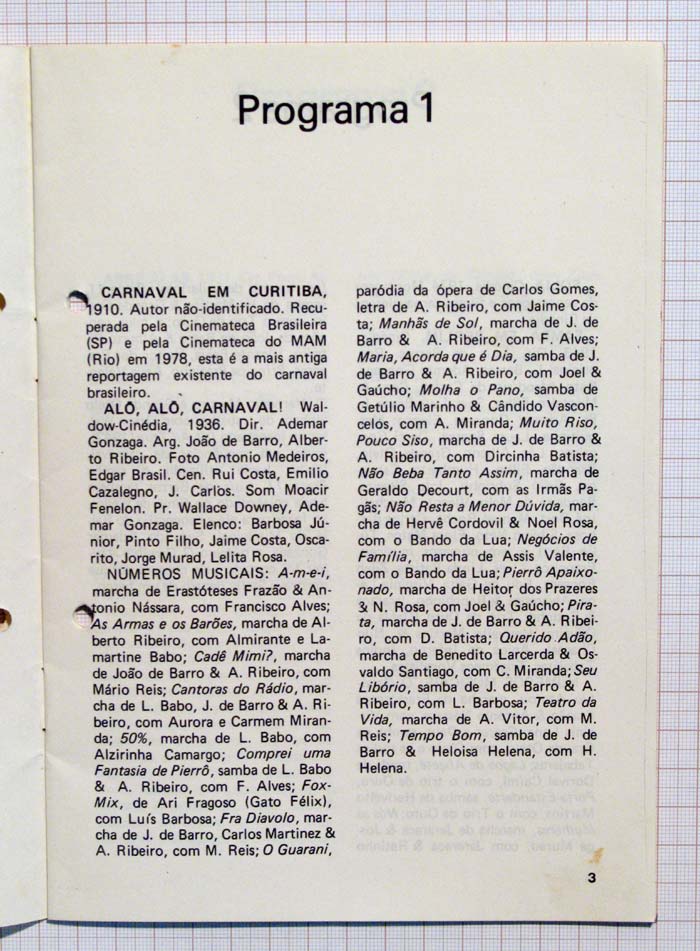 Programa 1
CARNAVAL EM CURITIBA,
1910. Autor não-identificado. Recu-
perada pela Cinemateca Brasileira
(SP) e pela Cinemateca do MAM
(Rio) em 1978, esta é a mais antiga
reportagem existente do carnaval
brasileiro.
ALÔ, ALÔ, CARNAVAL! Wal-
dow-Cinédia, 1936. Dir. Ademar
Gonzaga. Arg. João de Barro, Alber-
to Ribeiro. Foto Antonio Medeiros,
Edgar Brasil. Cen. Rui Costa, Emilio
Cazalegno, J. Carlos. Som Moacir
Fenelon. Pr. Wallace Downey, Ade-
mar Gonzaga. Elenco: Barbosa Jú-
nior, Pinto Filho, Jaime Costa, Osca-
rito, Jorge Murad, Lelita Rosa.
NÚMEROS MUSICAIS: A-m-e-i,
marcha de Erastóteses Frazão & An-
tonio Nássara, com Francisco Alves;
As Armas e os Barões, marcha de Al-
berto Ribeiro, com Almirante e La-
martine Babo; Cadê Mimi?, marcha
de João de Barro & A. Ribeiro, com
Mário Reis; Cantoras do Rádio, mar-
cha de L. Babo, J. de Barro & A. Ri-
beiro, com Aurora e Carmem Miran-
da; 50%, marcha de L. Babo, com
Alzirinha Camargo; Comprei uma
Fantasia de Pierrô, samba de L. Babo
& A. Ribeiro, com F. Alves; Fox-
Mix, de Ari Fragoso (Gato Félix),
com Luís Barbosa; Fra Diavolo, mar-
cha de J. de Barro, Carlos Martinez &
A. Ribeiro, com M. Reis; O Guarani,
paródia da ópera de Carlos Gomes,
letra de A. Ribeiro, com Jaime Cos-
ta; Manhãs de Sol, marcha de J. de
Barro & A. Ribeiro, com F. Alves;
Maria, Acorda que é Dia, samba de J.
de Barro & A. Ribeiro, com Joel &
Gaúcho; Molha o Pano, samba de
Getúlio Marinho & Cândido Vascon-
celos, com A. Miranda; Muito Riso,
Pouco Siso, marcha de J. de Barro &
A. Ribeiro, com Dircinha Batista;
Não Beba Tanto Assim, marcha de
Geraldo Decourt, com as Irmãs Pa-
gãs; Não Resta a Menor Dúvida, mar-
cha de Hervê Cordovil & Noel Rosa,
com o Bando da Lua; Negócios de
Família, marcha de Assis Valente,
com o Bando da Lua; Pierrô Apaixo-
nado, marcha de Heitor dos Prazeres
& N. Rosa, com Joel & Gaúcho; Pira-
ta, marcha de J. de Barro & A. Ribei-
ro, com D. Batista; Querido Adão,
marcha de Benedito Larcerda & Os-
valdo Santiago, com C. Miranda; Seu
Libório, samba de J. de Barro & A.
Ribeiro, com L. Barbosa; Teatro da
Vida, marcha de A. Vitor, com M.
Reis; Tempo Bom, samba de J. de
Barro & Heloisa Helena, com H.
Helena.
3